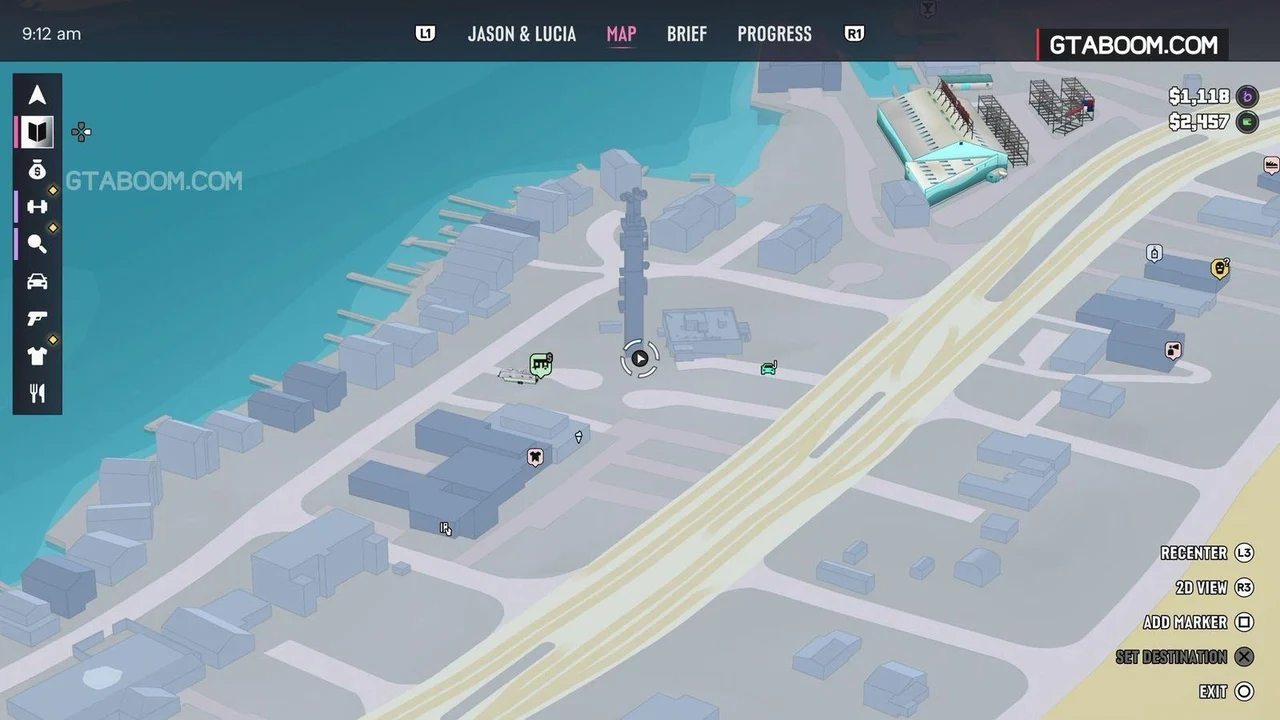 9:12 am
L1 JASON & LUCIA MAP BRIEF PROGRESS R1
GTABOOM.COM
$1,118
$2,457
GTABOOM.COM
RECENTER L3
2D VIEW R3
ADD MARKER
SET DESTINATION
EXIT